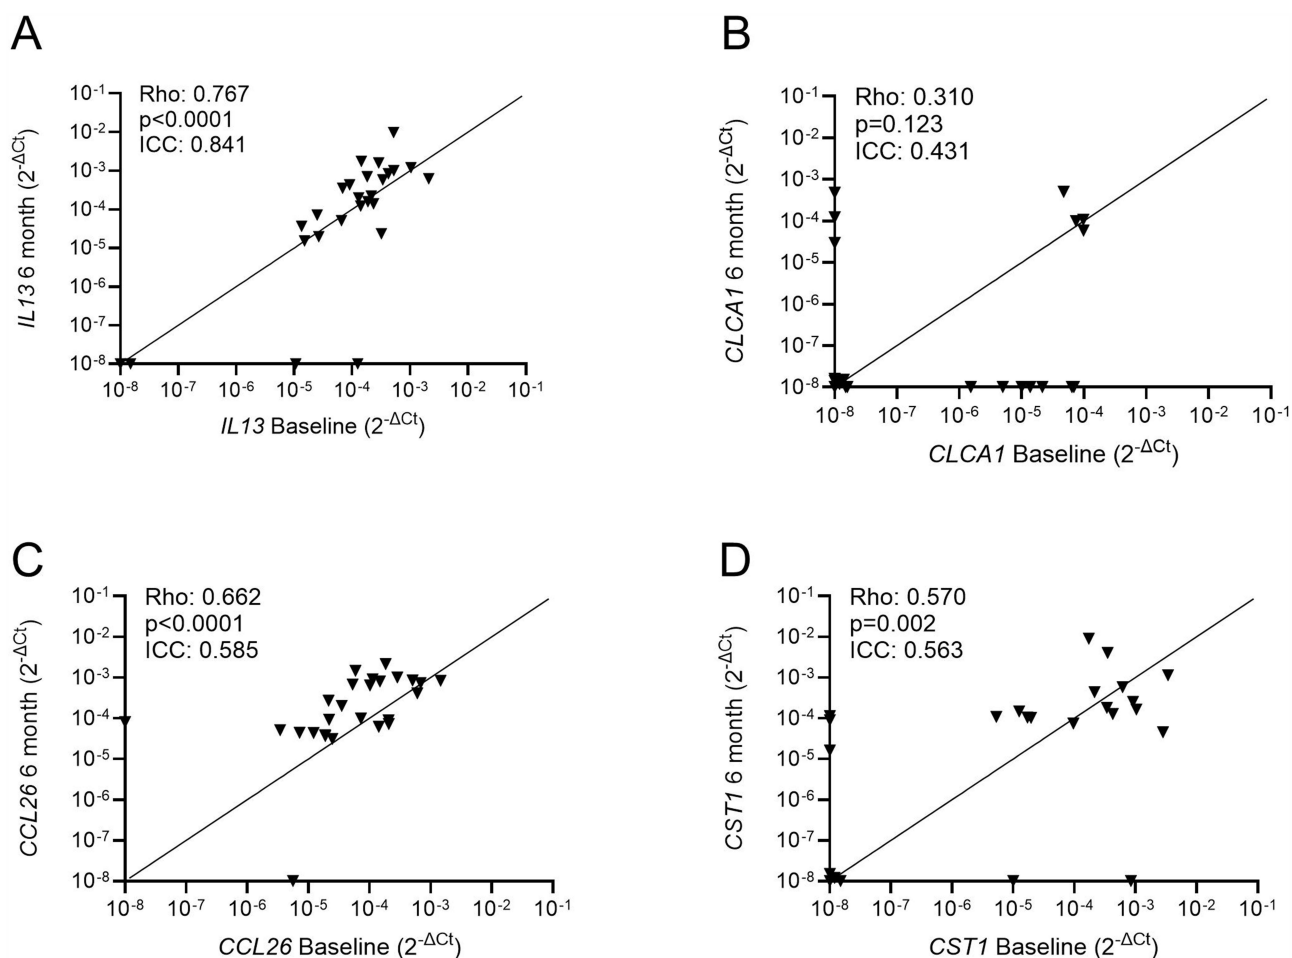 A
Rho: 0.767
p<0.0001
ICC: 0.841
10-1
10-2
10-3
10-4
10-5
10-6
10-7
10-8
IL13 6 month (2-ΔCt)
10-8 10-7 10-6 10-5 10-4 10-3 10-2 10-1
IL13 Baseline (2-ΔCt)
B
Rho: 0.310
p=0.123
ICC: 0.431
10-1
10-2
10-3
10-4
10-5
10-6
10-7
10-8
CLCA1 6 month (2-ΔCt)
10-8 10-7 10-6 10-5 10-4 10-3 10-2 10-1
CLCA1 Baseline (2-ΔCt)
C
Rho: 0.662
p<0.0001
ICC: 0.585
10-1
10-2
10-3
10-4
10-5
10-6
10-7
10-8
CCL26 6 month (2-ΔCt)
10-8 10-7 10-6 10-5 10-4 10-3 10-2 10-1
CCL26 Baseline (2-ΔCt)
D
Rho: 0.570
p=0.002
ICC: 0.563
10-1
10-2
10-3
10-4
10-5
10-6
10-7
10-8
CST1 6 month (2-ΔCt)
10-8 10-7 10-6 10-5 10-4 10-3 10-2 10-1
CST1 Baseline (2-ΔCt)